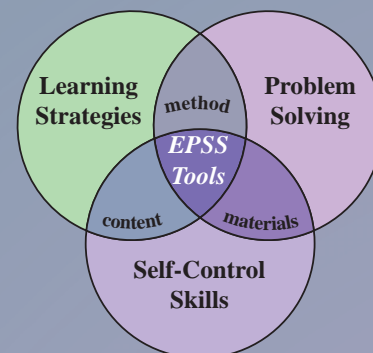 Learning
Strategies
Problem
Solving
method
EPSS
Tools
content
materials
Self-Control
Skills